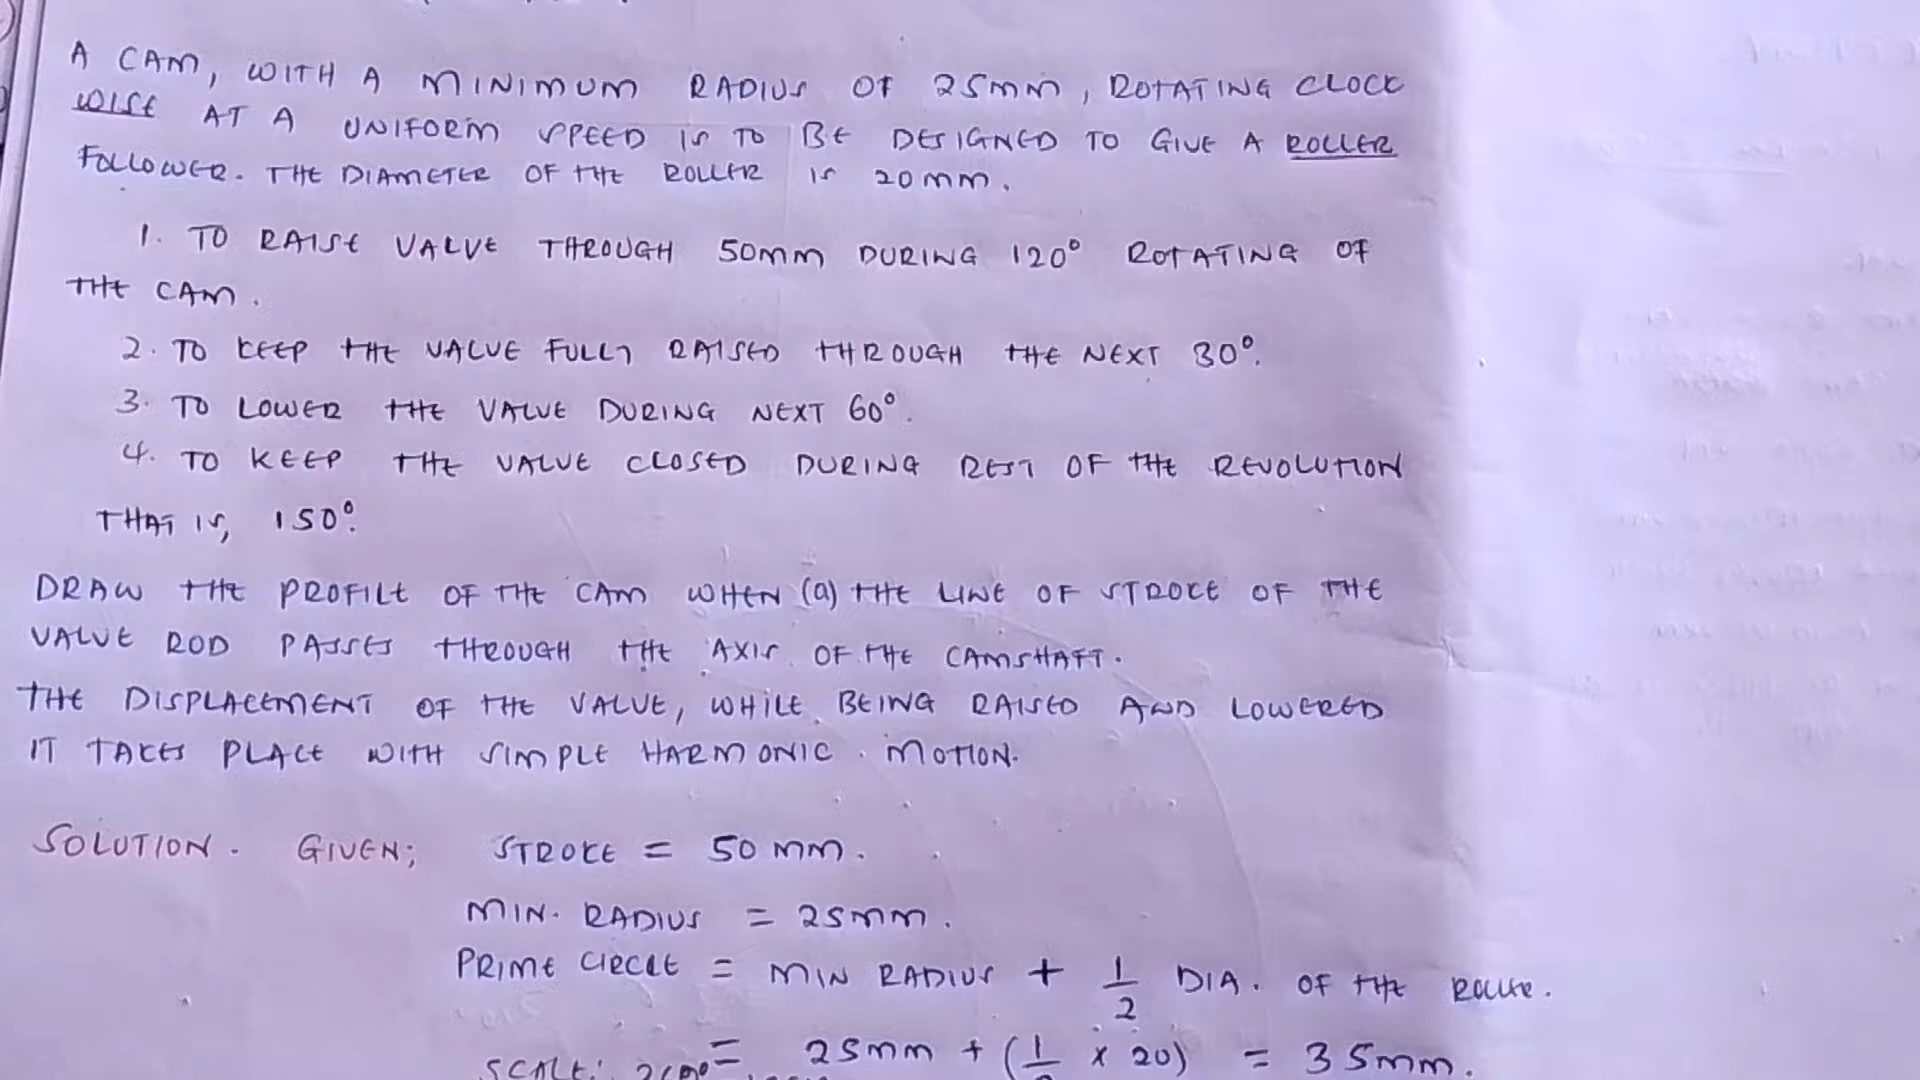 A CAM, WITH A MINIMUM RADIUS OF 25mm, ROTATING CLOCK
WISE AT A UNIFORM SPEED IS TO BE DESIGNED TO GIVE A ROLLER
FOLLOWER. THE DIAMETER OF THE ROLLER IS 20mm.
1. TO RAISE VALVE THROUGH 50mm DURING 120° ROTATING OF
THE CAM.
2. TO KEEP THE VALVE FULLY RAISED THROUGH THE NEXT 30°.
3. TO LOWER THE VALVE DURING NEXT 60°.
4. TO KEEP THE VALVE CLOSED DURING REST OF THE REVOLUTION
THAT IS, 150°.
DRAW THE PROFILE OF THE CAM WHEN (a) THE LINE OF STROKE OF THE
VALVE ROD PASSES THROUGH THE AXIS OF THE CAMSHAFT.
THE DISPLACEMENT OF THE VALVE, WHILE BEING RAISED AND LOWERED
IT TAKES PLACE WITH SIMPLE HARMONIC MOTION.
SOLUTION. GIVEN; STROKE = 50 mm.
MIN. RADIUS = 25mm.
PRIME CIRCLE = MIN RADIUS + 1/2 DIA. OF THE ROLLER.
= 25mm + (1/2 × 20) = 35mm.
SCALE: